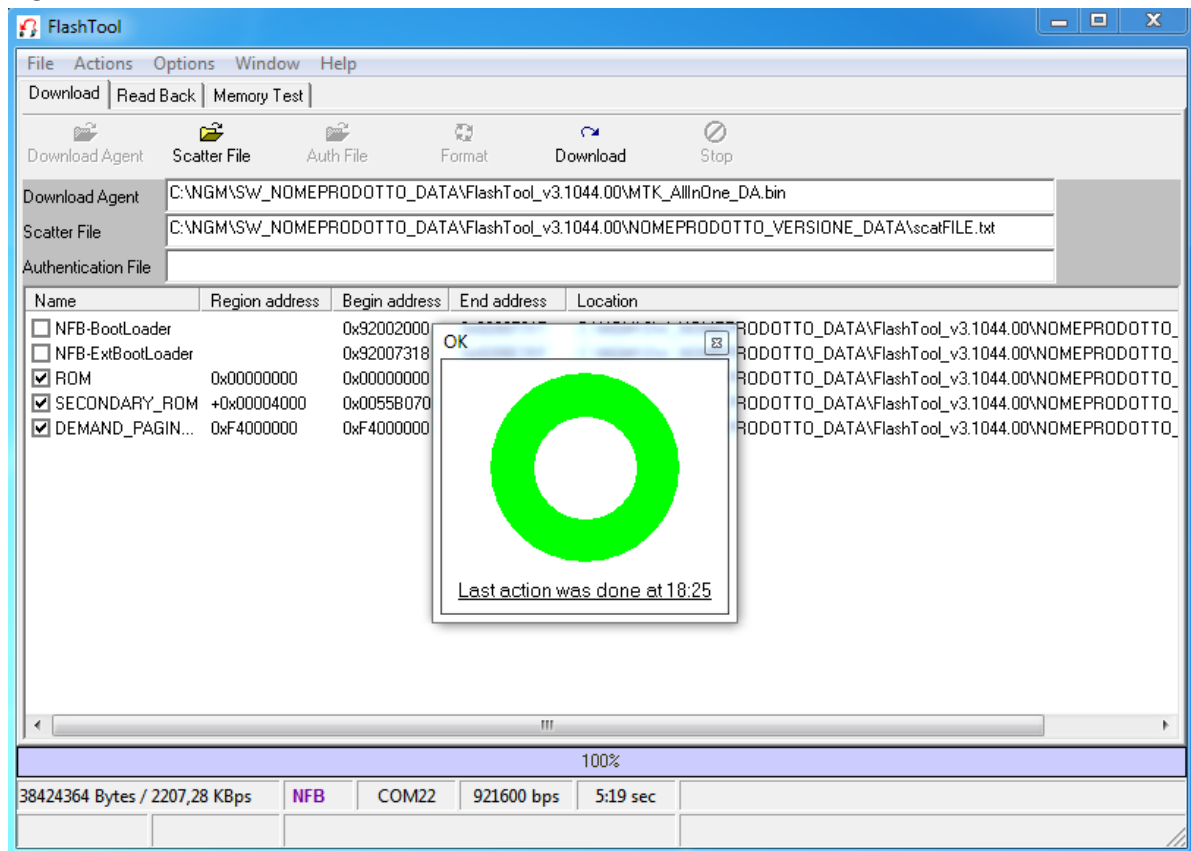 FlashTool
File Actions Options Window Help
Download Read Back Memory Test
Download Agent Scatter File Auth File Format Download Stop
Download Agent C:\NGM\SW_NOMEPRODOTTO_DATA\FlashTool_v3.1044.00\MTK_AllInOne_DA.bin
Scatter File C:\NGM\SW_NOMEPRODOTTO_DATA\FlashTool_v3.1044.00\NOMEPRODOTTO_VERSIONE_DATA\scatFILE.txt
Authentication File
Name Region address Begin address End address Location
NFB-BootLoader 0x92002000 RODOTTO_DATA\FlashTool_v3.1044.00\NOMEPRODOTTO_
NFB-ExtBootLoader 0x92007318 RODOTTO_DATA\FlashTool_v3.1044.00\NOMEPRODOTTO_
ROM 0x00000000 0x00000000 RODOTTO_DATA\FlashTool_v3.1044.00\NOMEPRODOTTO_
SECONDARY_ROM +0x00004000 0x0055B070 RODOTTO_DATA\FlashTool_v3.1044.00\NOMEPRODOTTO_
DEMAND_PAGIN... 0xF4000000 0xF4000000 RODOTTO_DATA\FlashTool_v3.1044.00\NOMEPRODOTTO_
OK
Last action was done at 18:25
100%
38424364 Bytes / 2207,28 KBps NFB COM22 921600 bps 5:19 sec